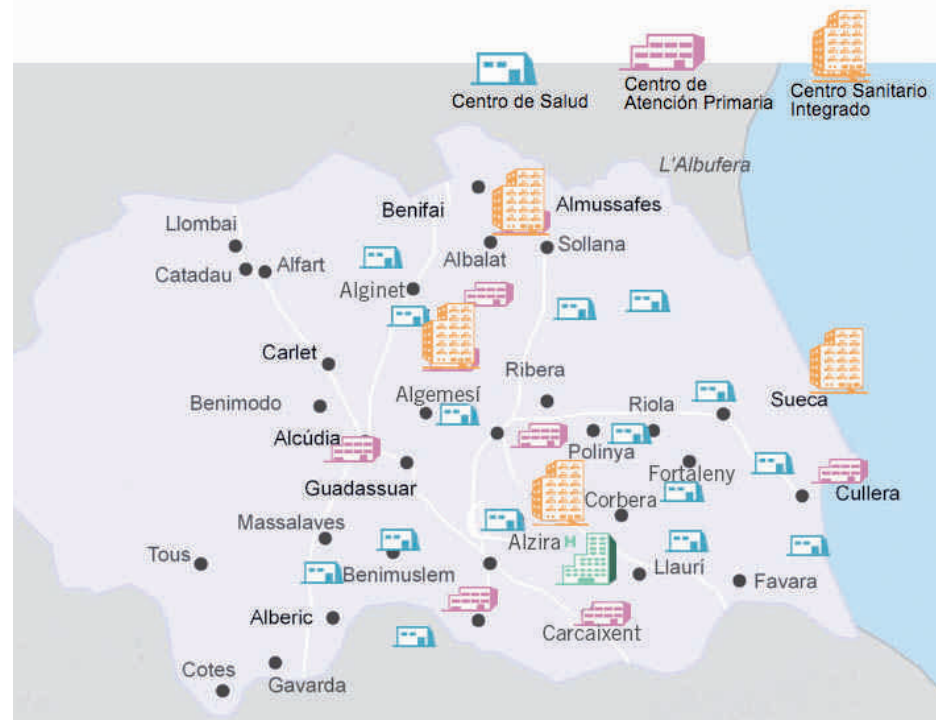 Centro de Salud
Centro de
Atención Primaria
Centro Sanitario
Integrado
L'Albufera
Benifai
Almussafes
Llombai
Sollana
Catadau
Alfart
Albalat
Alginet
Carlet
Ribera
Benimodo
Algemesí
Riola
Sueca
Alcúdia
Polinya
Fortaleny
Guadassuar
Corbera
Cullera
Massalaves
Alzira
H
Tous
Benimuslem
Llaurí
Favara
Alberic
Carcaixent
Cotes
Gavarda